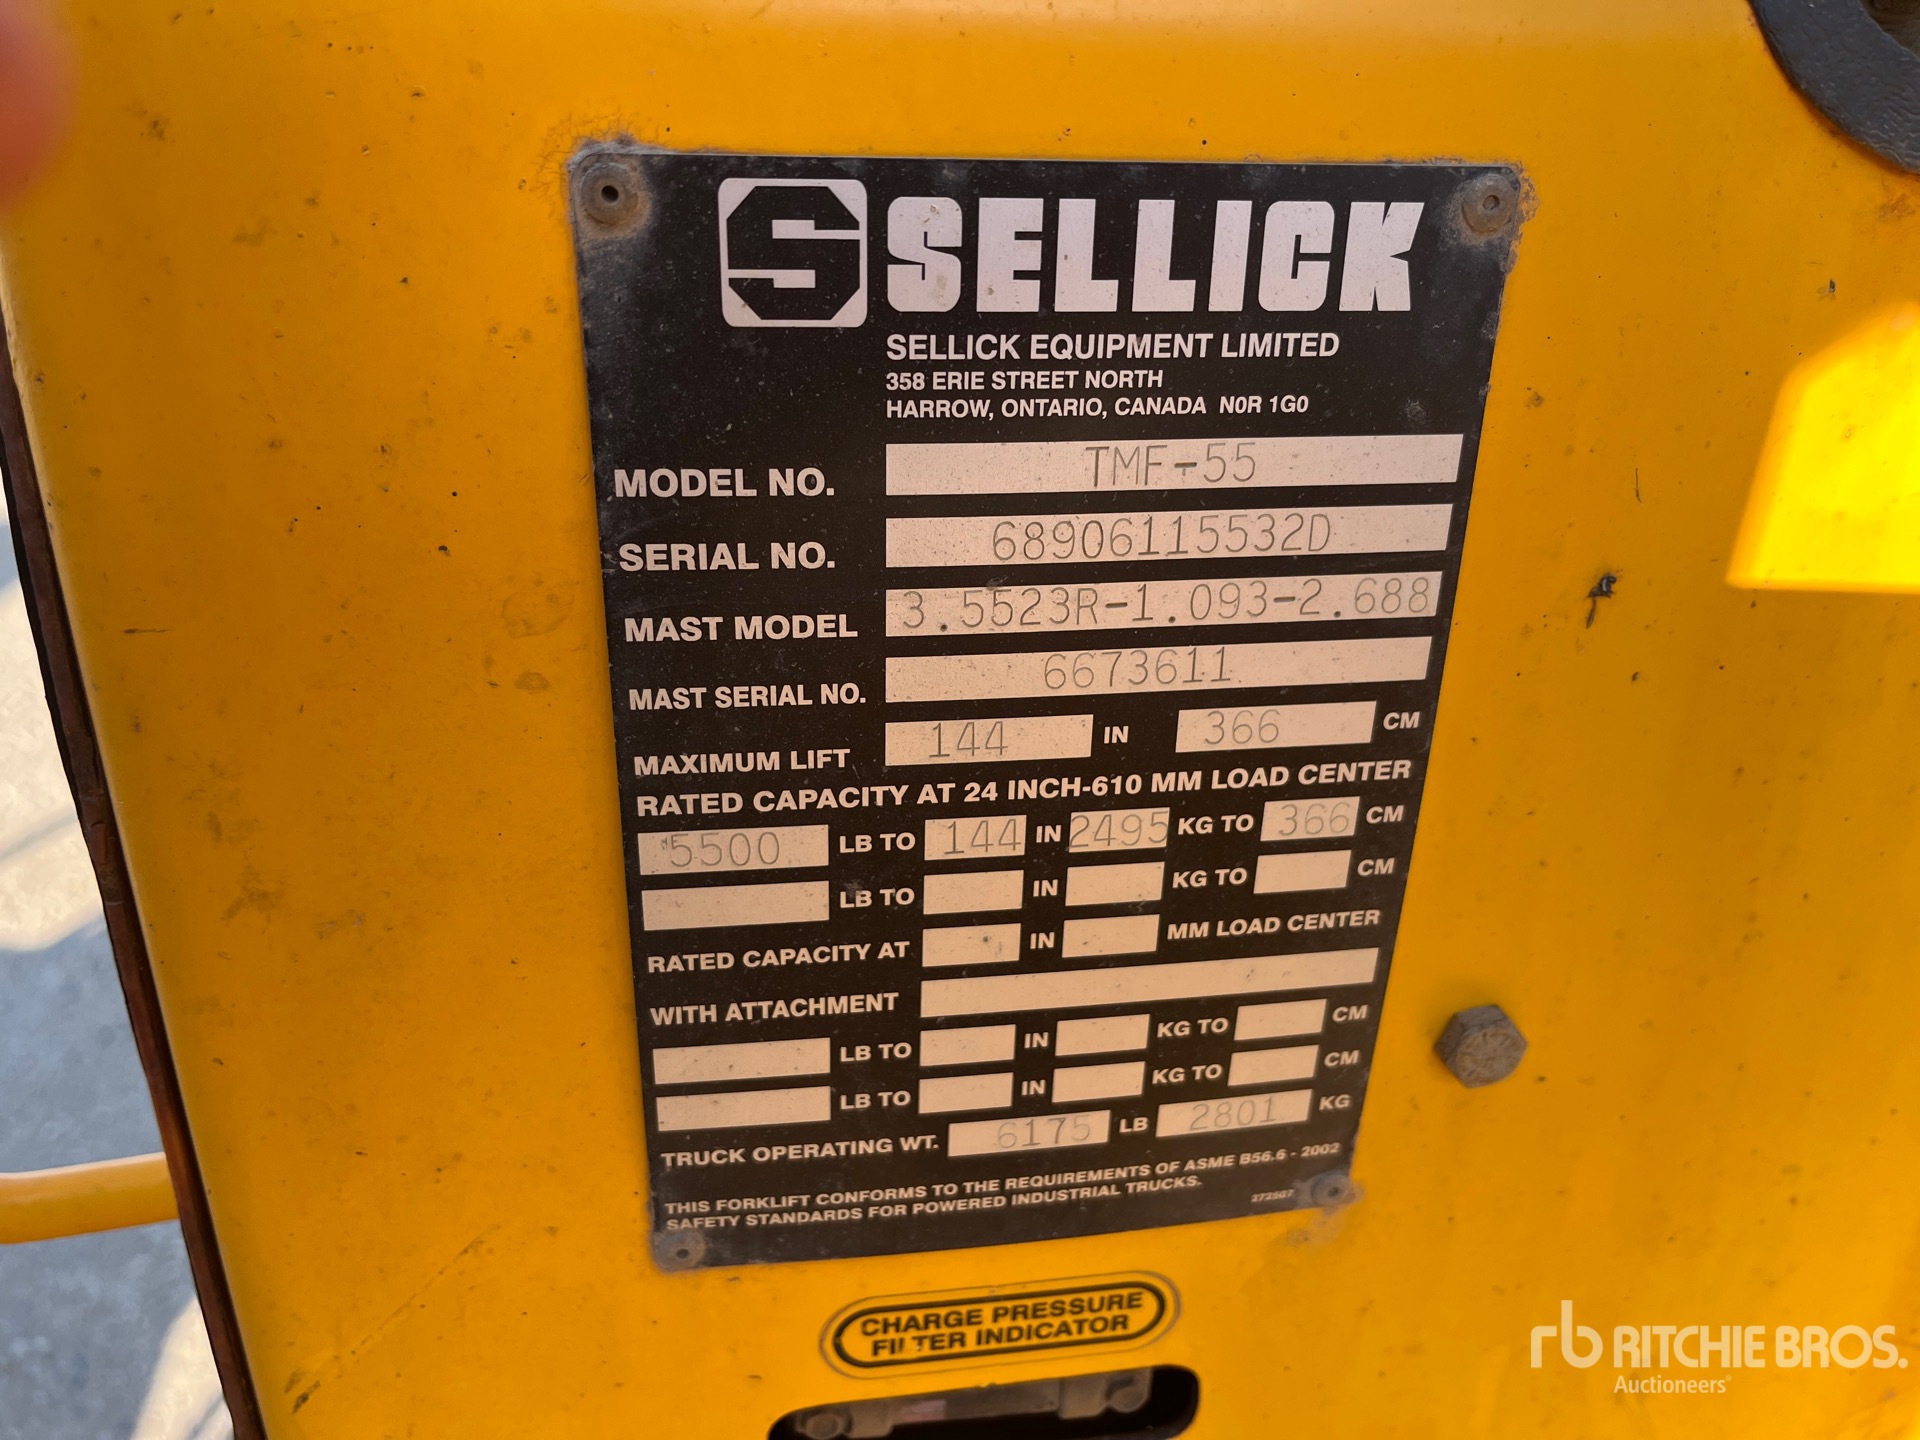 S SELLICK
SELLICK EQUIPMENT LIMITED
358 ERIE STREET NORTH
HARROW, ONTARIO, CANADA N0R 1G0
MODEL NO. TMF-55
SERIAL NO. 68906115532D
MAST MODEL 3.5523R-1.093-2.688
MAST SERIAL NO. 6673611
MAXIMUM LIFT 144 IN 366 CM
RATED CAPACITY AT 24 INCH-610 MM LOAD CENTER
5500 LB TO 144 IN 2495 KG TO 366 CM
LB TO IN KG TO CM
RATED CAPACITY AT IN MM LOAD CENTER
WITH ATTACHMENT
LB TO IN KG TO CM
LB TO IN KG TO CM
TRUCK OPERATING WT. 6175 LB 2801 KG
THIS FORKLIFT CONFORMS TO THE REQUIREMENTS OF ASME B56.6 - 2002
SAFETY STANDARDS FOR POWERED INDUSTRIAL TRUCKS.
CHARGE PRESSURE
FILTER INDICATOR
rb RITCHIE BROS.
Auctioneers